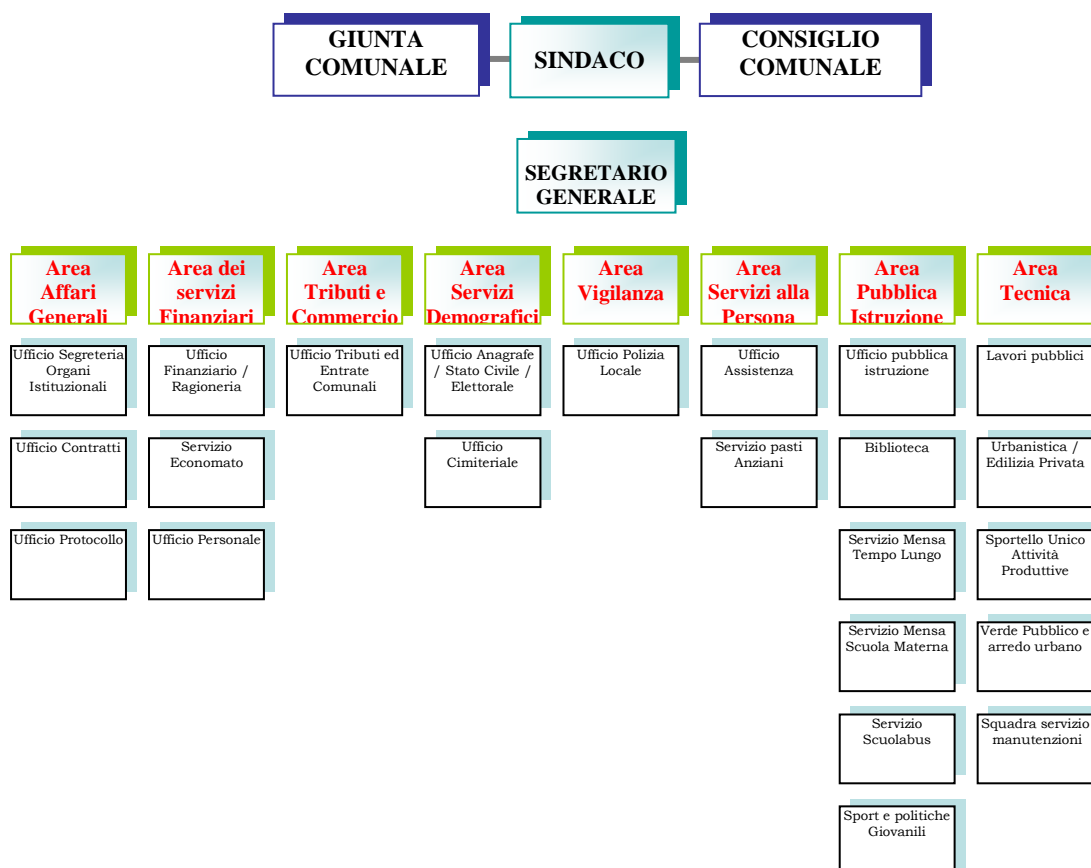 GIUNTA
COMUNALE
SINDACO
CONSIGLIO
COMUNALE
SEGRETARIO
GENERALE
Area
Affari
Generali
Area dei
servizi
Finanziari
Area
Tributi e
Commercio
Area
Servizi
Demografici
Area
Vigilanza
Area
Servizi alla
Persona
Area
Pubblica
Istruzione
Area
Tecnica
Ufficio Segreteria
Organi
Istituzionali
Ufficio
Finanziario /
Ragioneria
Ufficio Tributi ed
Entrate
Comunali
Ufficio Anagrafe
/ Stato Civile /
Elettorale
Ufficio Polizia
Locale
Ufficio
Assistenza
Ufficio pubblica
istruzione
Lavori pubblici
Ufficio Contratti
Servizio
Economato
Ufficio
Cimiteriale
Servizio pasti
Anziani
Biblioteca
Urbanistica /
Edilizia Privata
Ufficio Protocollo
Ufficio Personale
Servizio Mensa
Tempo Lungo
Sportello Unico
Attività
Produttive
Servizio Mensa
Scuola Materna
Verde Pubblico e
arredo urbano
Servizio
Scuolabus
Squadra servizio
manutenzioni
Sport e politiche
Giovanili